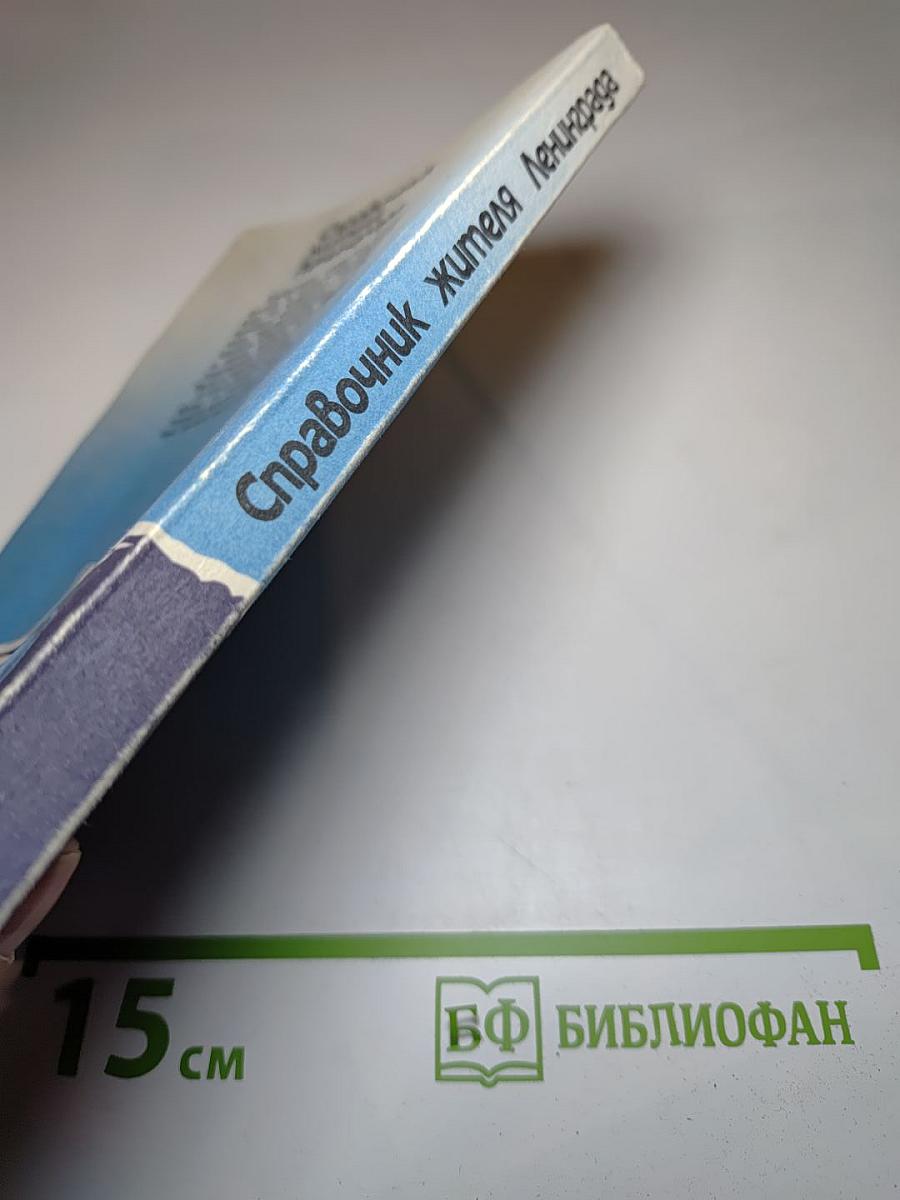 Справочник жителя Ленинграда
15 см
БФ БИБЛИОФАН